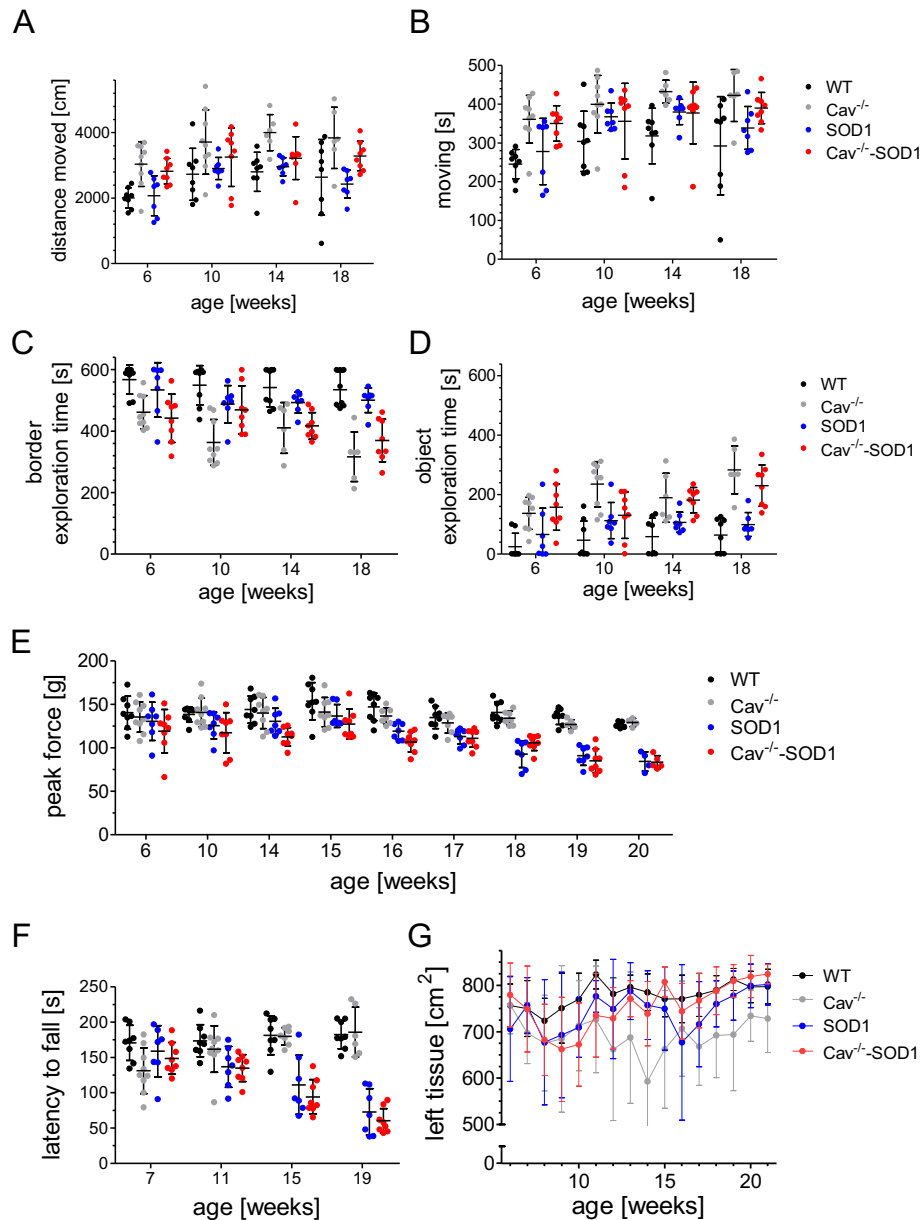 A
distance moved [cm]
4000
2000
0
6
10
14
18
age [weeks]
B
moving [s]
500
400
300
200
100
0
6
10
14
18
age [weeks]
WT
Cav⁻/⁻
SOD1
Cav⁻/⁻-SOD1
C
border
exploration time [s]
600
400
200
0
6
10
14
18
age [weeks]
D
object
exploration time [s]
600
400
200
0
6
10
14
18
age [weeks]
WT
Cav⁻/⁻
SOD1
Cav⁻/⁻-SOD1
E
peak force [g]
200
150
100
50
0
6
10
14
15
16
17
18
19
20
age [weeks]
WT
Cav⁻/⁻
SOD1
Cav⁻/⁻-SOD1
F
latency to fall [s]
250
200
150
100
50
0
7
11
15
19
age [weeks]
G
left tissue [cm²]
800
700
600
500
0
10
15
20
age [weeks]
WT
Cav⁻/⁻
SOD1
Cav⁻/⁻-SOD1